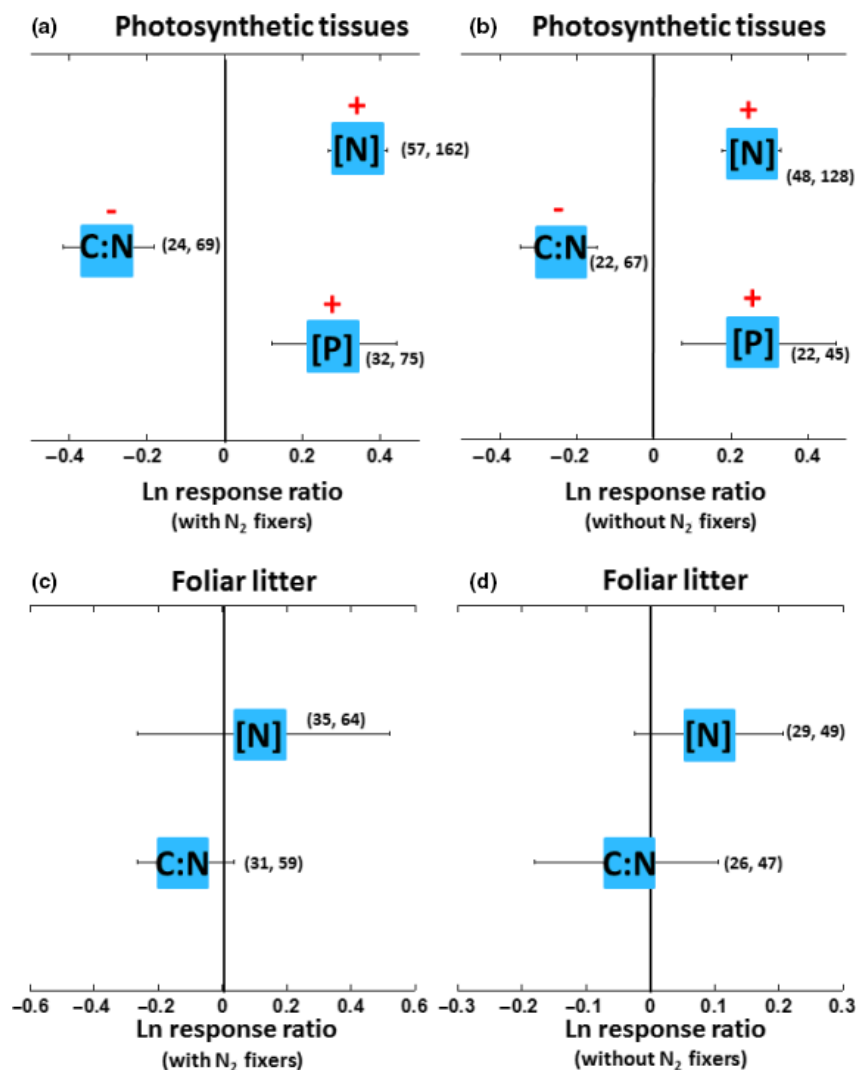 (a) Photosynthetic tissues
+
[N] (57, 162)
-
C:N (24, 69)
+
[P] (32, 75)
−0.4 −0.2 0 0.2 0.4
Ln response ratio
(with N₂ fixers)
(b) Photosynthetic tissues
+
[N] (48, 128)
-
C:N (22, 67)
+
[P] (22, 45)
−0.4 −0.2 0 0.2 0.4
Ln response ratio
(without N₂ fixers)
(c) Foliar litter
[N] (35, 64)
C:N (31, 59)
−0.6 −0.4 −0.2 0 0.2 0.4 0.6
Ln response ratio
(with N₂ fixers)
(d) Foliar litter
[N] (29, 49)
C:N (26, 47)
−0.3 −0.2 −0.1 0 0.1 0.2 0.3
Ln response ratio
(without N₂ fixers)